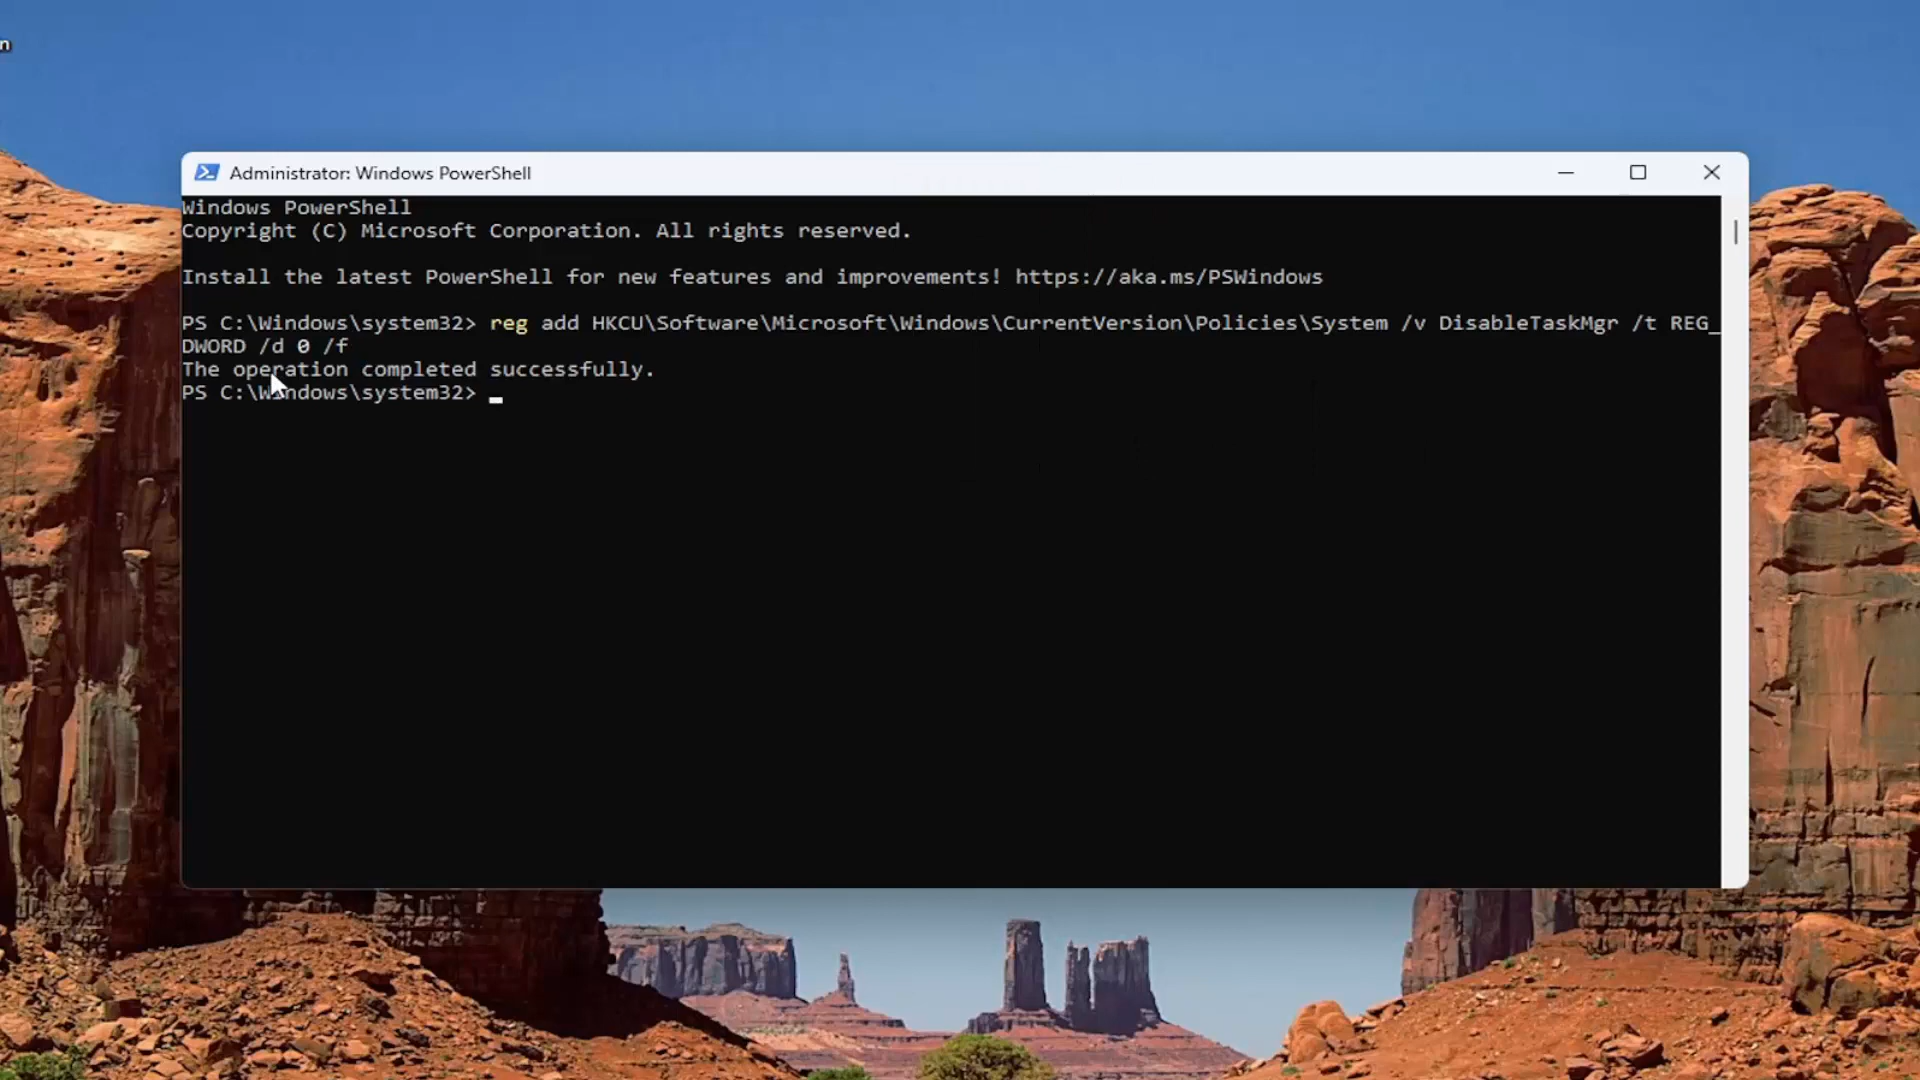 n
Administrator: Windows PowerShell
Windows PowerShell
Copyright (C) Microsoft Corporation. All rights reserved.
Install the latest PowerShell for new features and improvements! https://aka.ms/PSWindows
PS C:\Windows\system32> reg add HKCU\Software\Microsoft\Windows\CurrentVersion\Policies\System /v DisableTaskMgr /t REG_
DWORD /d 0 /f
The operation completed successfully.
PS C:\Windows\system32>